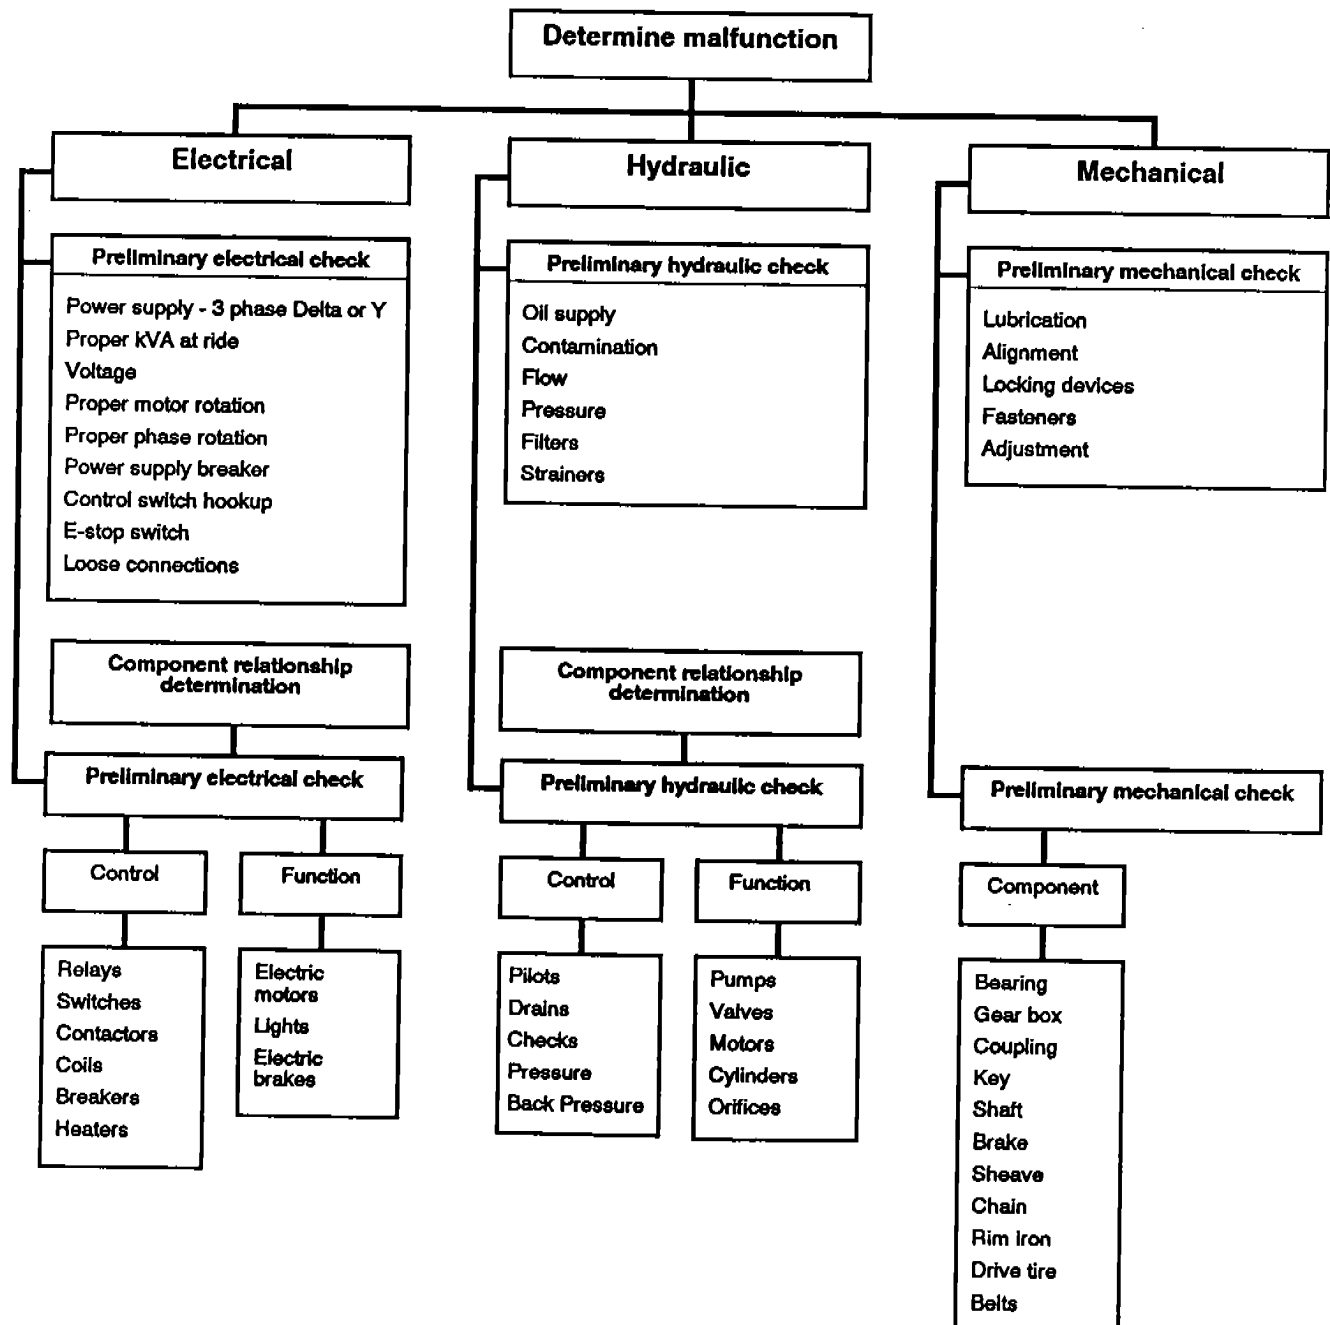 Determine malfunction
Electrical
Preliminary electrical check
Power supply - 3 phase Delta or Y
Proper kVA at ride
Voltage
Proper motor rotation
Proper phase rotation
Power supply breaker
Control switch hookup
E-stop switch
Loose connections
Component relationship
determination
Preliminary electrical check
Control
Relays
Switches
Contactors
Coils
Breakers
Heaters
Function
Electric
motors
Lights
Electric
brakes
Hydraulic
Preliminary hydraulic check
Oil supply
Contamination
Flow
Pressure
Filters
Strainers
Component relationship
determination
Preliminary hydraulic check
Control
Pilots
Drains
Checks
Pressure
Back Pressure
Function
Pumps
Valves
Motors
Cylinders
Orifices
Mechanical
Preliminary mechanical check
Lubrication
Alignment
Locking devices
Fasteners
Adjustment
Preliminary mechanical check
Component
Bearing
Gear box
Coupling
Key
Shaft
Brake
Sheave
Chain
Rim iron
Drive tire
Belts